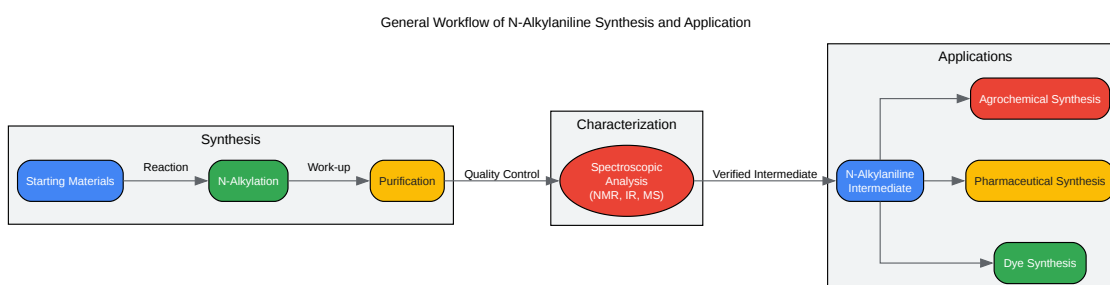 General Workflow of N-Alkylaniline Synthesis and Application
Synthesis
Starting Materials
Reaction
N-Alkylation
Work-up
Purification
Quality Control
Characterization
Spectroscopic
Analysis
(NMR, IR, MS)
Verified Intermediate
Applications
N-Alkylaniline
Intermediate
Agrochemical Synthesis
Pharmaceutical Synthesis
Dye Synthesis